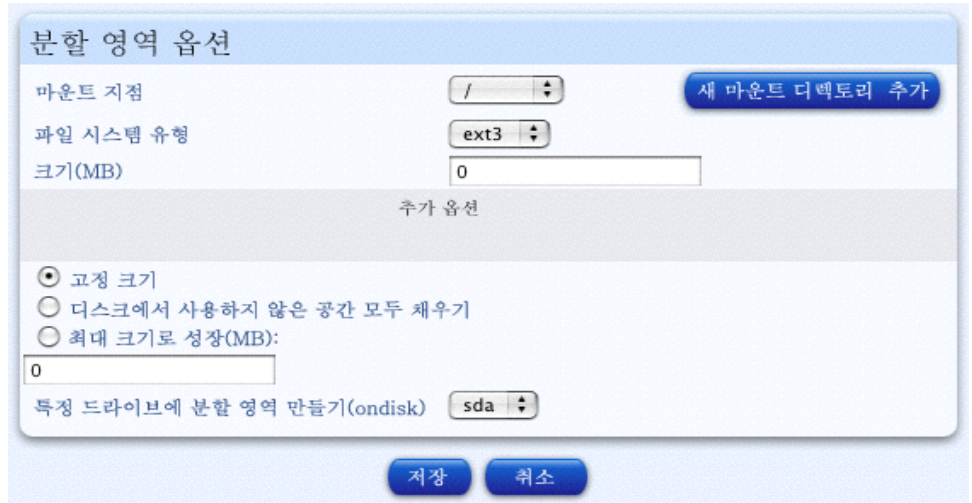 분할 영역 옵션
마운트 지점 / 새 마운트 디렉토리 추가
파일 시스템 유형 ext3
크기(MB) 0
추가 옵션
고정 크기
디스크에서 사용하지 않은 공간 모두 채우기
최대 크기로 성장(MB):
0
특정 드라이브에 분할 영역 만들기(ondisk) sda
저장 취소